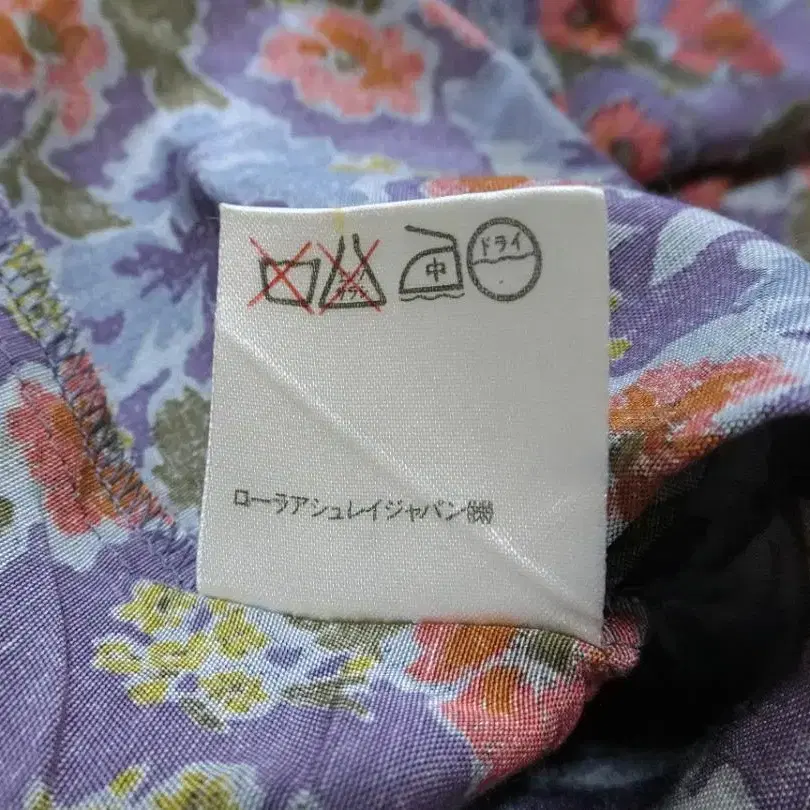 中 ドライ
ローラアシュレイジャパン㈱